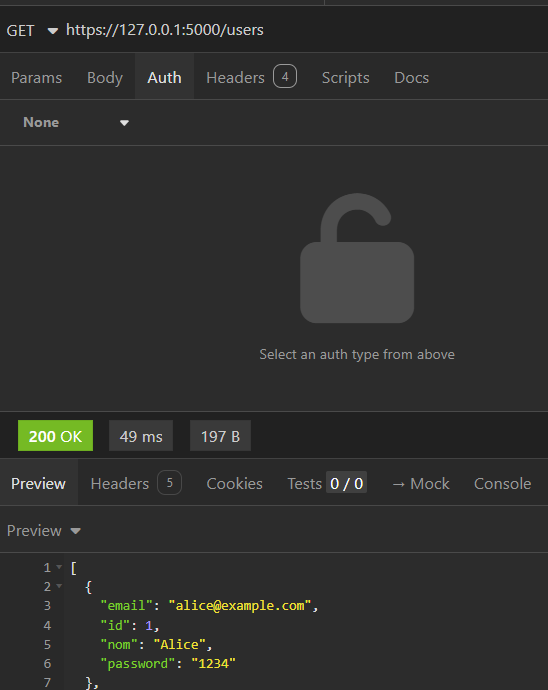 GET https://127.0.0.1:5000/users
Params Body Auth Headers 4 Scripts Docs
None
Select an auth type from above
200 OK 49 ms 197 B
Preview Headers 5 Cookies Tests 0 / 0 → Mock Console
Preview
1 [
2 {
3 "email": "alice@example.com",
4 "id": 1,
5 "nom": "Alice",
6 "password": "1234"
7 },